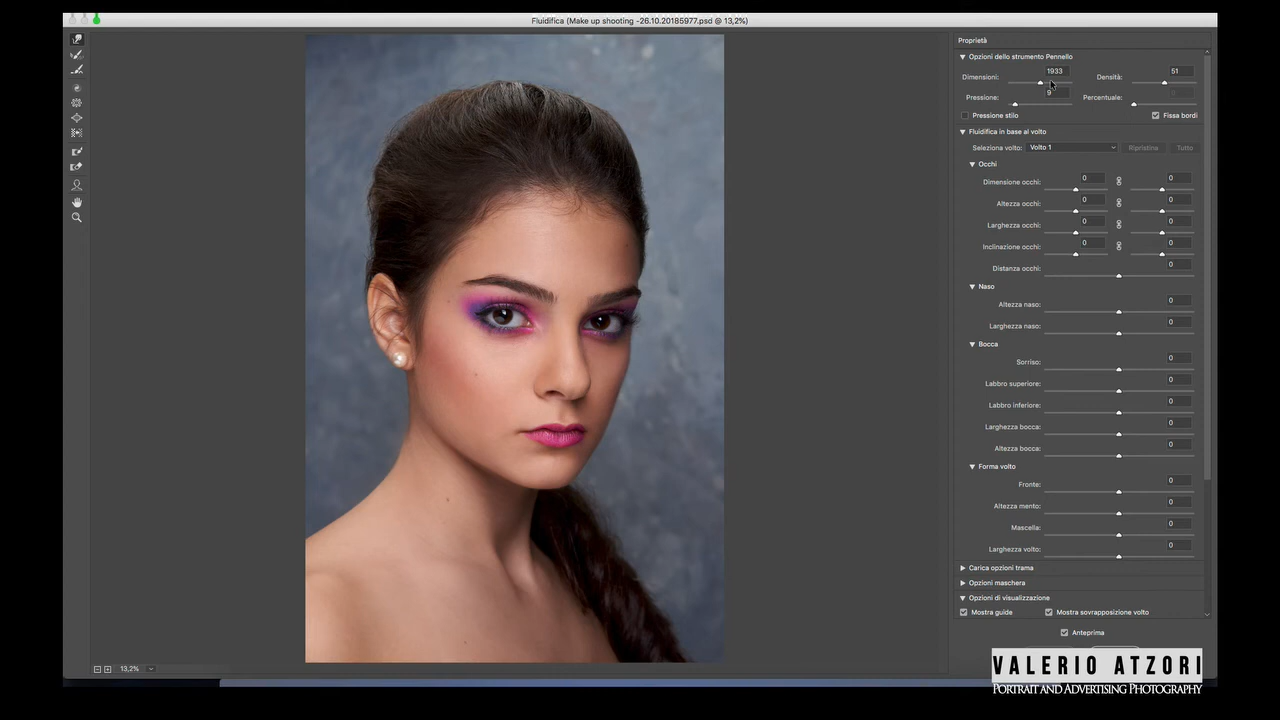 Fluidifica (Make up shooting -26.10.20185977.psd @ 13,2%)
Proprietà
Opzioni dello strumento Pennello
Dimensioni: 1933 Densità: 51
Pressione: 9 Percentuale: 0
Pressione stilo Fissa bordi
Fluidifica in base al volto
Seleziona volto: Volto 1 Ripristina Tutto
Occhi
Dimensione occhi: 0 0
Altezza occhi: 0 0
Larghezza occhi: 0 0
Inclinazione occhi: 0 0
Distanza occhi: 0
Naso
Altezza naso: 0
Larghezza naso: 0
Bocca
Sorriso: 0
Labbro superiore: 0
Labbro inferiore: 0
Larghezza bocca: 0
Altezza bocca: 0
Forma volto
Fronte: 0
Altezza mento: 0
Mascella: 0
Larghezza volto: 0
Carica opzioni trama
Opzioni maschera
Opzioni di visualizzazione
Mostra guide Mostra sovrapposizione volto
Anteprima
13,2%
VALERIO ATZORI
PORTRAIT AND ADVERTISING PHOTOGRAPHY